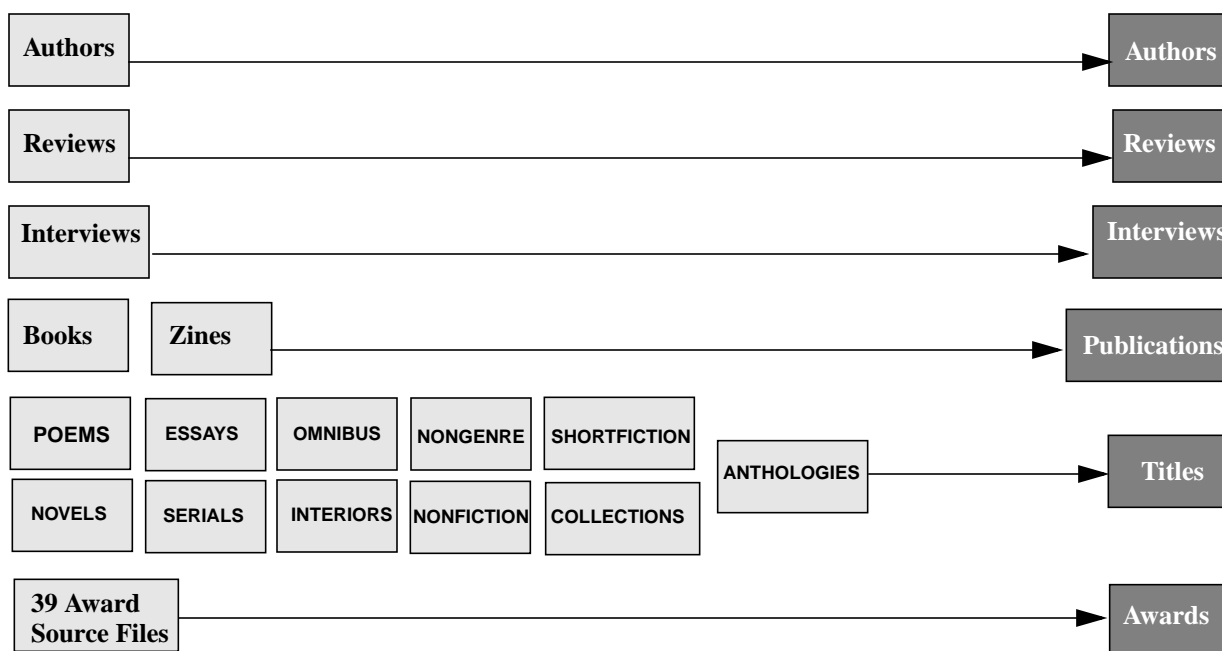 Authors
Authors
Reviews
Reviews
Interviews
Interviews
Books
Zines
Publications
POEMS
ESSAYS
OMNIBUS
NONGENRE
SHORTFICTION
ANTHOLOGIES
Titles
NOVELS
SERIALS
INTERIORS
NONFICTION
COLLECTIONS
39 Award
Source Files
Awards